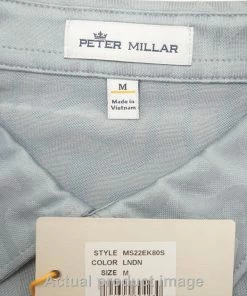 PETER MILLAR
M
Made in
Vietnam
STYLE MS22EK80S
COLOR LNDN
SIZE M
Actual product image